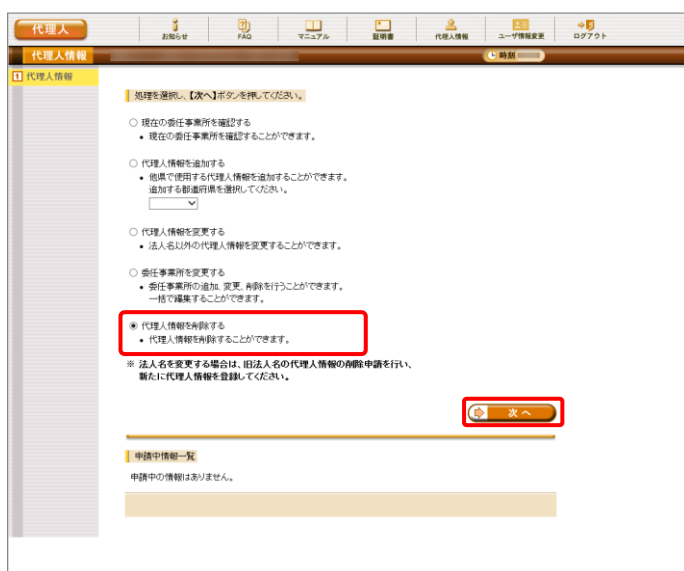 代理人
お知らせ
FAQ
マニュアル
証明書
代理人情報
ユーザ情報変更
ログアウト
代理人情報
時刻
1 代理人情報
処理を選択し、【次へ】ボタンを押してください。
○ 現在の委任事業所を確認する
• 現在の委任事業所を確認することができます。
○ 代理人情報を追加する
• 他県で使用する代理人情報を追加することができます。
追加する都道府県を選択してください。
○ 代理人情報を変更する
• 法人名以外の代理人情報を変更することができます。
○ 委任事業所を変更する
• 委任事業所の追加、変更、削除を行うことができます。
一括で編集することができます。
◉ 代理人情報を削除する
• 代理人情報を削除することができます。
※ 法人名を変更する場合は、旧法人名の代理人情報の削除申請を行い、
新たに代理人情報を登録してください。
次へ
申請中情報一覧
申請中の情報はありません。